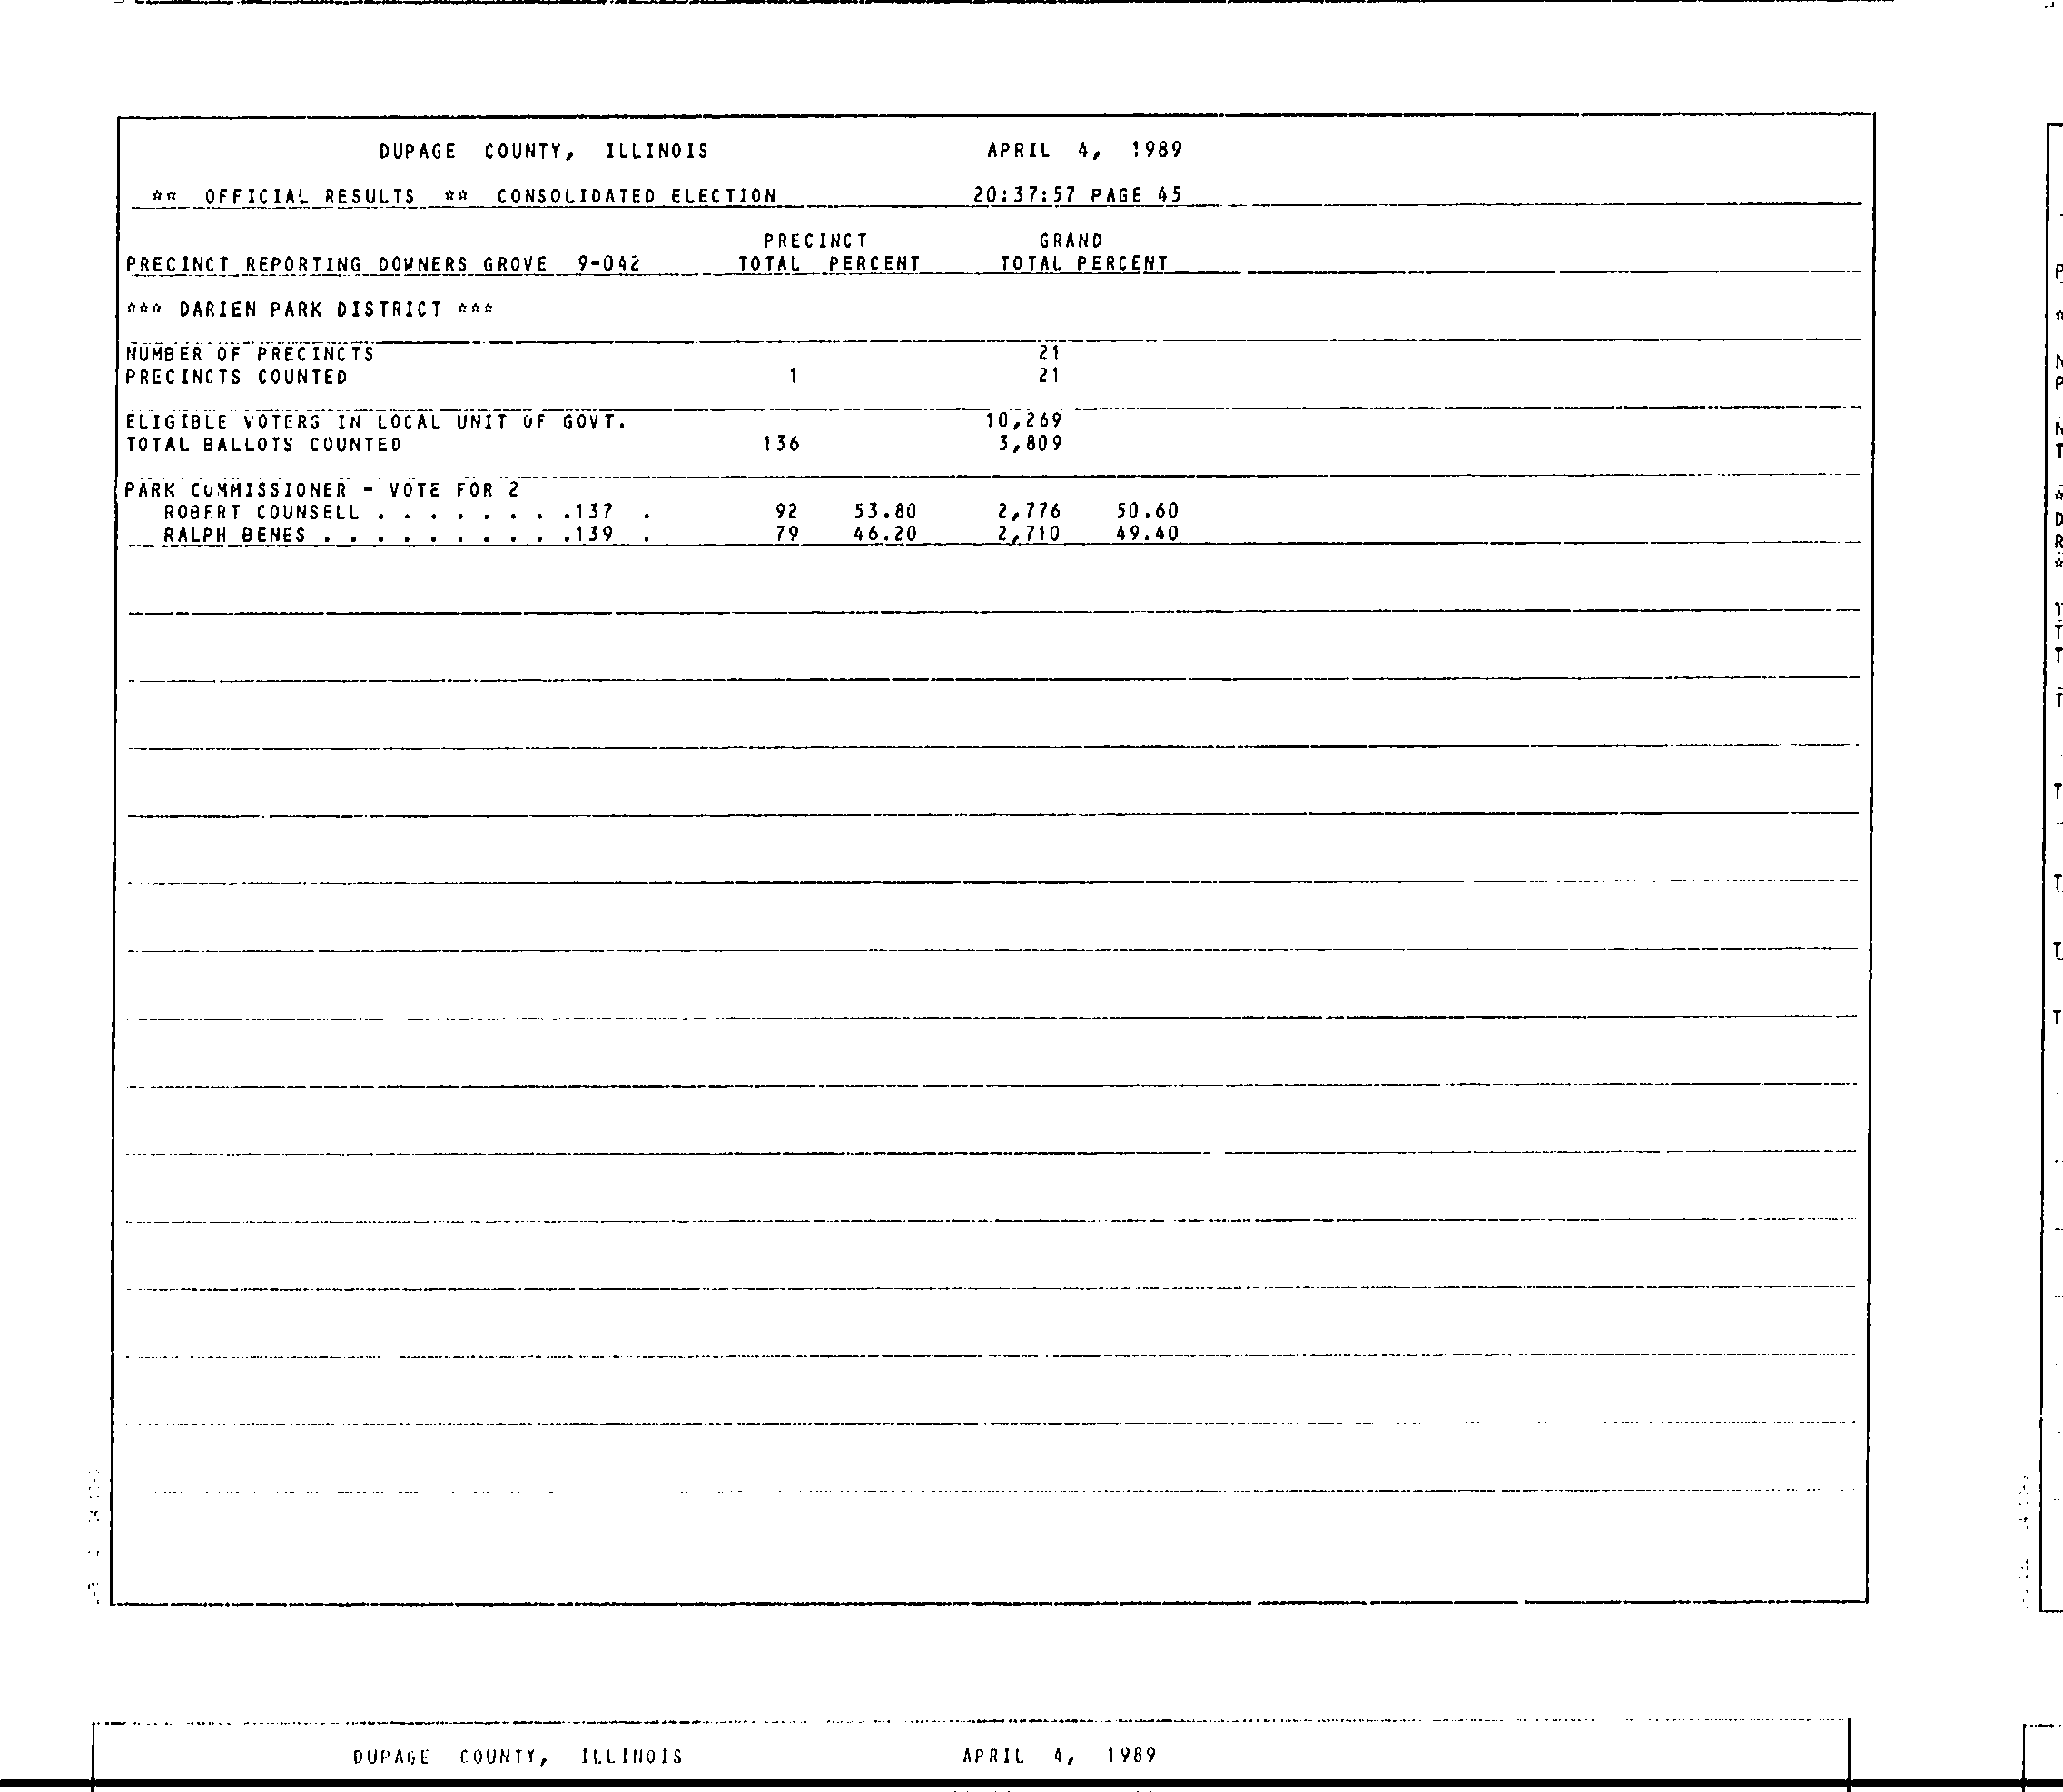 DUPAGE COUNTY, ILLINOIS APRIL 4, 1989
** OFFICIAL RESULTS ** CONSOLIDATED ELECTION 20:37:57 PAGE 45
PRECINCT GRAND
PRECINCT REPORTING DOWNERS GROVE 9-042 TOTAL PERCENT TOTAL PERCENT
*** DARIEN PARK DISTRICT ***
NUMBER OF PRECINCTS 21
PRECINCTS COUNTED 1 21
ELIGIBLE VOTERS IN LOCAL UNIT OF GOVT. 10,269
TOTAL BALLOTS COUNTED 136 3,809
PARK COMMISSIONER - VOTE FOR 2
ROBERT COUNSELL . . . . . . . .137 . 92 53.80 2,776 50.60
RALPH BENES . . . . . . . . . .139 . 79 46.20 2,710 49.40
DUPAGE COUNTY, ILLINOIS APRIL 4, 1989